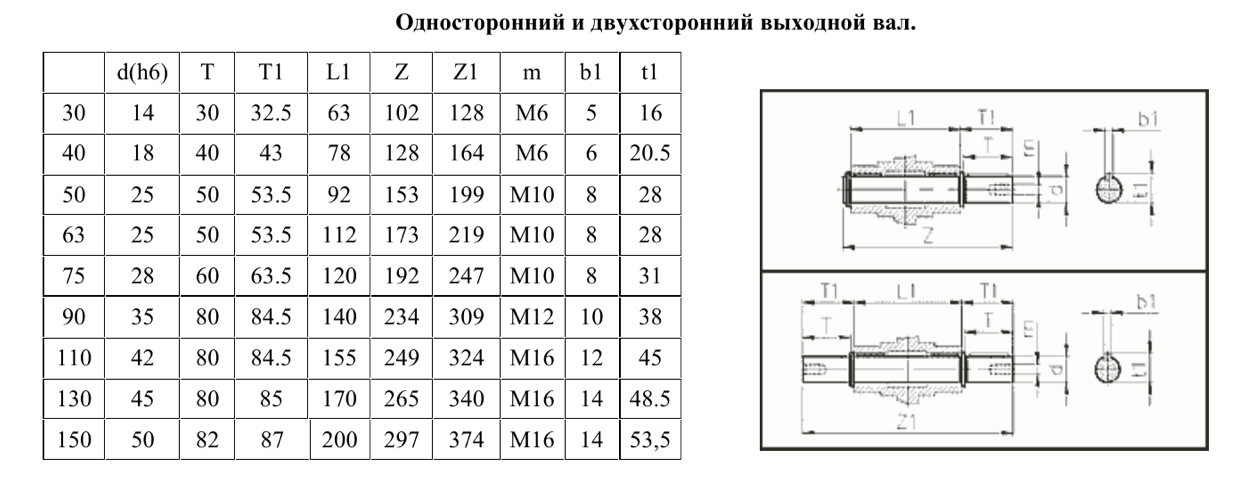 Односторонний и двухсторонний выходной вал.
d(h6) T T1 L1 Z Z1 m b1 t1
30 14 30 32.5 63 102 128 M6 5 16
40 18 40 43 78 128 164 M6 6 20.5
50 25 50 53.5 92 153 199 M10 8 28
63 25 50 53.5 112 173 219 M10 8 28
75 28 60 63.5 120 192 247 M10 8 31
90 35 80 84.5 140 234 309 M12 10 38
110 42 80 84.5 155 249 324 M16 12 45
130 45 80 85 170 265 340 M16 14 48.5
150 50 82 87 200 297 374 M16 14 53,5
L1 T1 b1
T m
d t1
Z
T1 L1 T1 b1
T T m
d t1
Z1